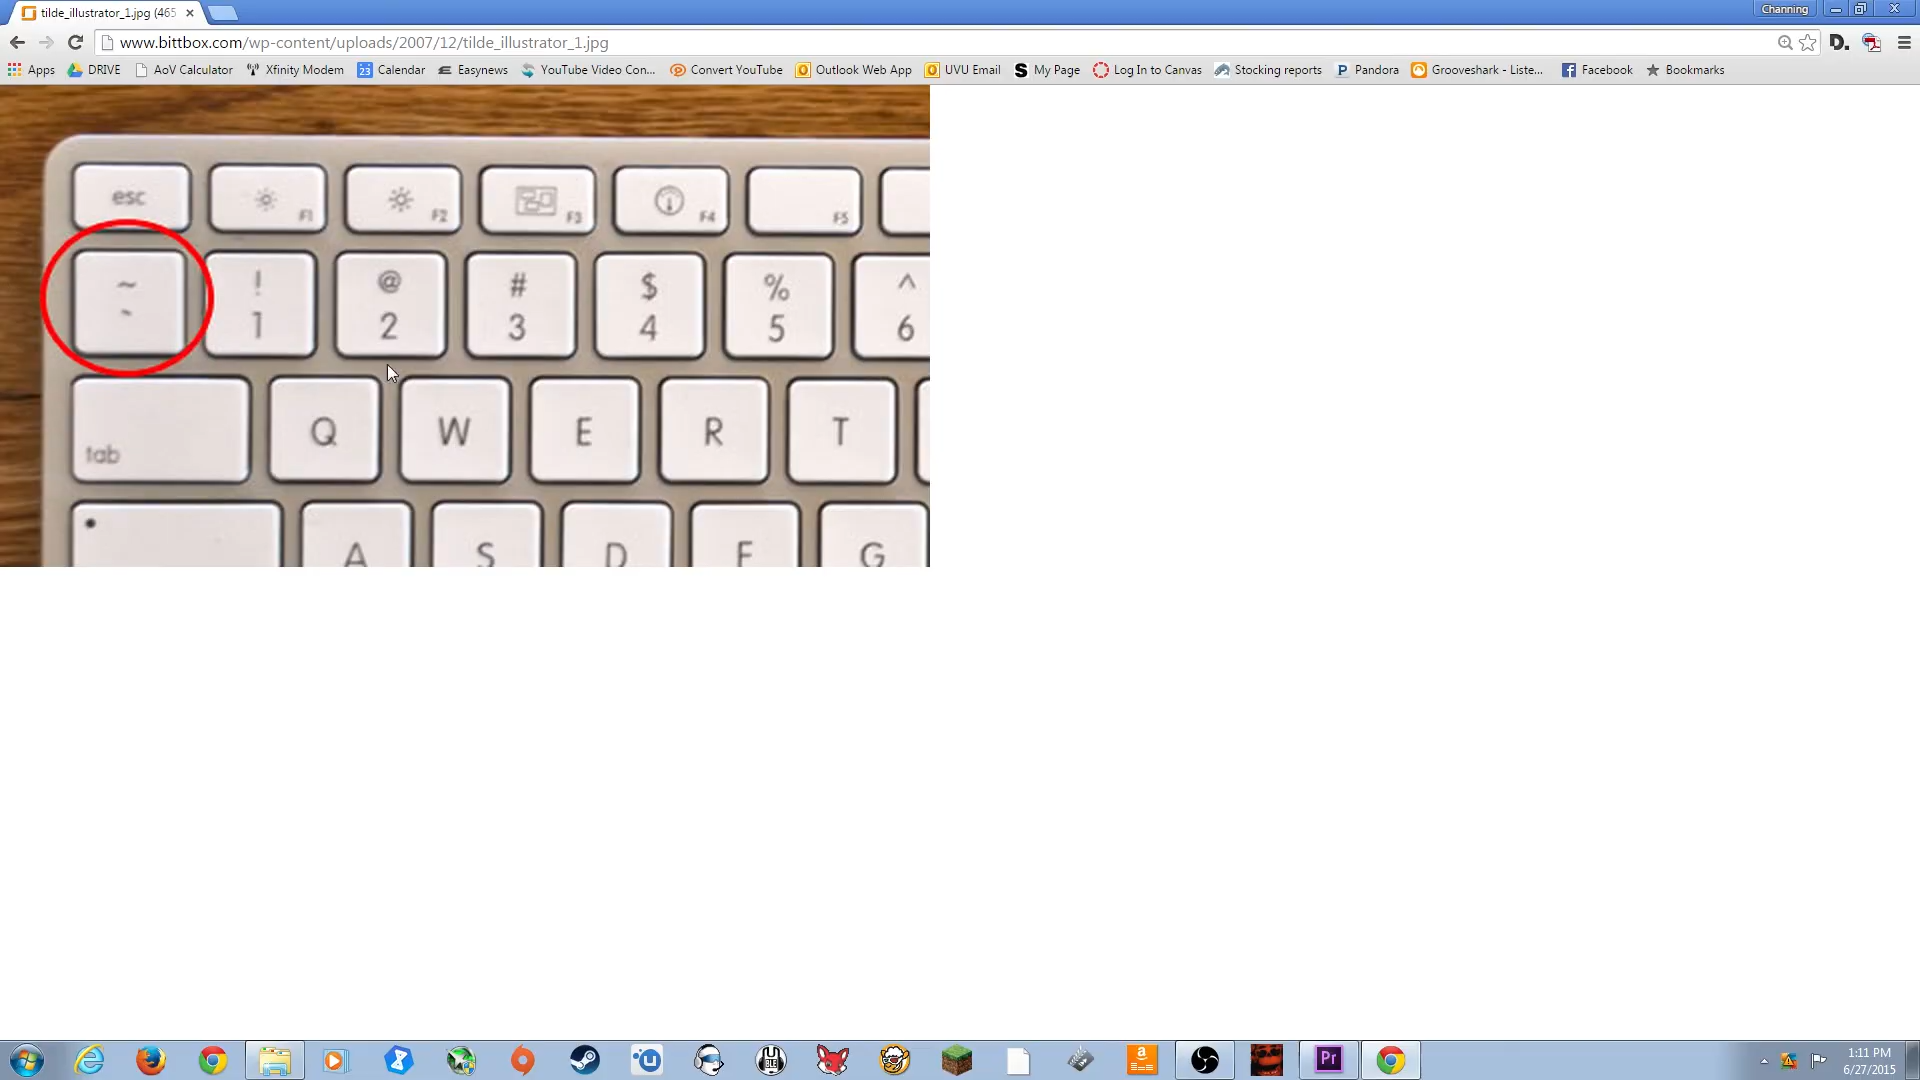 tilde_illustrator_1.jpg (465
Channing
www.bittbox.com/wp-content/uploads/2007/12/tilde_illustrator_1.jpg
D.
Apps DRIVE AoV Calculator Xfinity Modem 23 Calendar Easynews YouTube Video Con... Convert YouTube Outlook Web App UVU Email S My Page Log In to Canvas Stocking reports P Pandora Grooveshark - Liste... Facebook Bookmarks
esc F1 F2 F3 F4 F5
~ ! @ # $ % ^
` 1 2 3 4 5 6
Q W E R T
tab
A S D F G
Pr
1:11 PM
6/27/2015